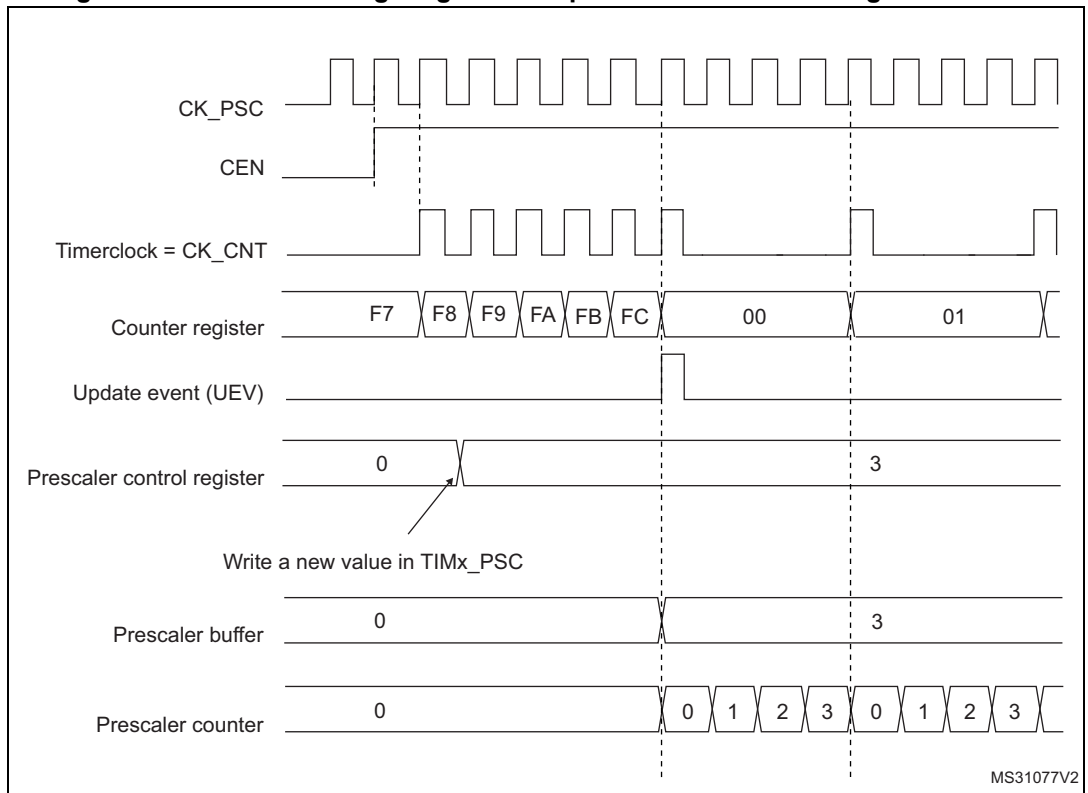 CK_PSC
CEN
Timerclock = CK_CNT
Counter register
F7 F8 F9 FA FB FC 00 01
Update event (UEV)
Prescaler control register
0 3
Write a new value in TIMx_PSC
Prescaler buffer
0 3
Prescaler counter
0 0 1 2 3 0 1 2 3
MS31077V2